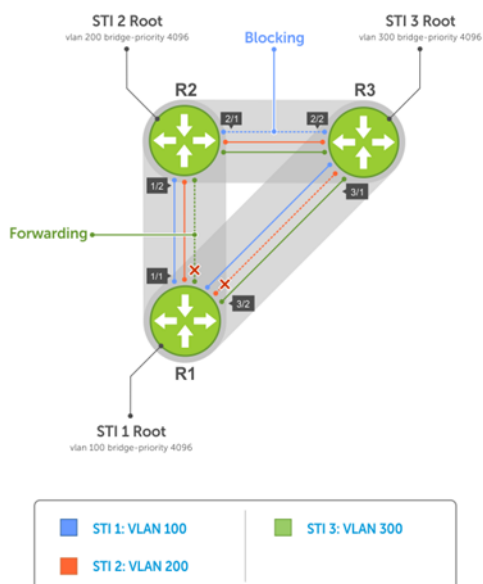 STI 2 Root
vlan 200 bridge-priority 4096
STI 3 Root
vlan 300 bridge-priority 4096
Blocking
R2
R3
2/1
2/2
1/2
3/1
Forwarding
1/1
3/2
R1
STI 1 Root
vlan 100 bridge-priority 4096
STI 1: VLAN 100
STI 3: VLAN 300
STI 2: VLAN 200